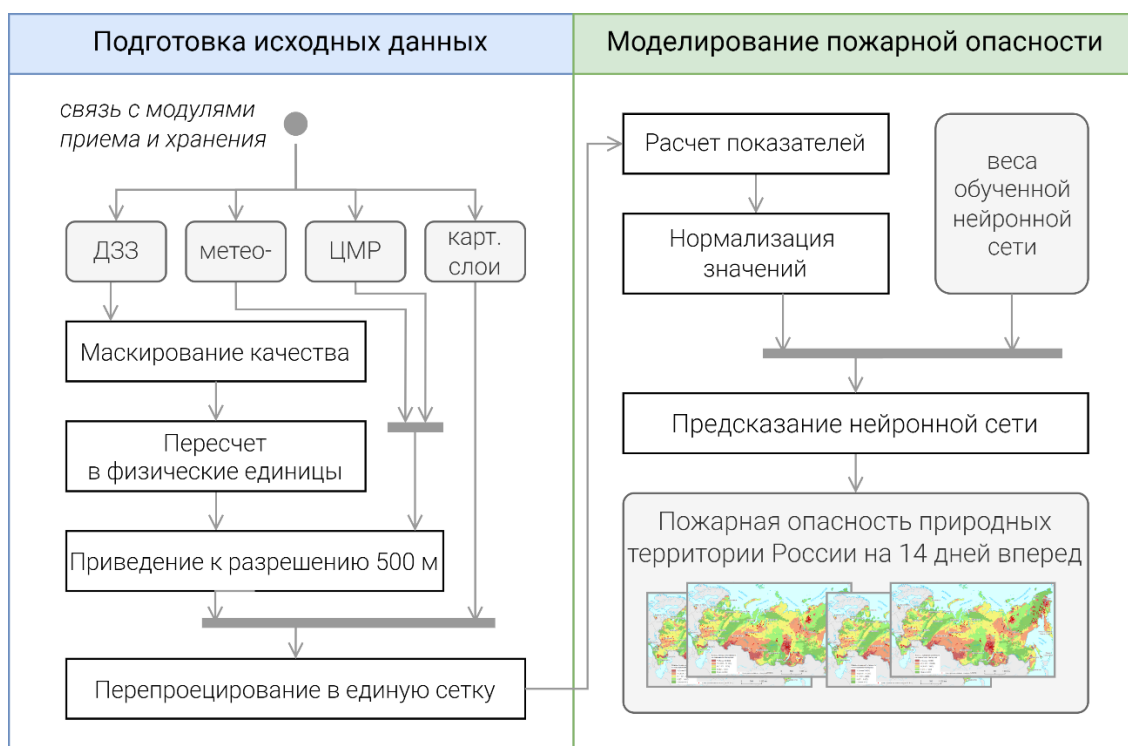 Подготовка исходных данных
связь с модулями
приема и хранения
ДЗЗ
метео-
ЦМР
карт.
слои
Маскирование качества
Пересчет
в физические единицы
Приведение к разрешению 500 м
Перепроецирование в единую сетку
Моделирование пожарной опасности
Расчет показателей
Нормализация
значений
веса
обученной
нейронной
сети
Предсказание нейронной сети
Пожарная опасность природных
территории России на 14 дней вперед